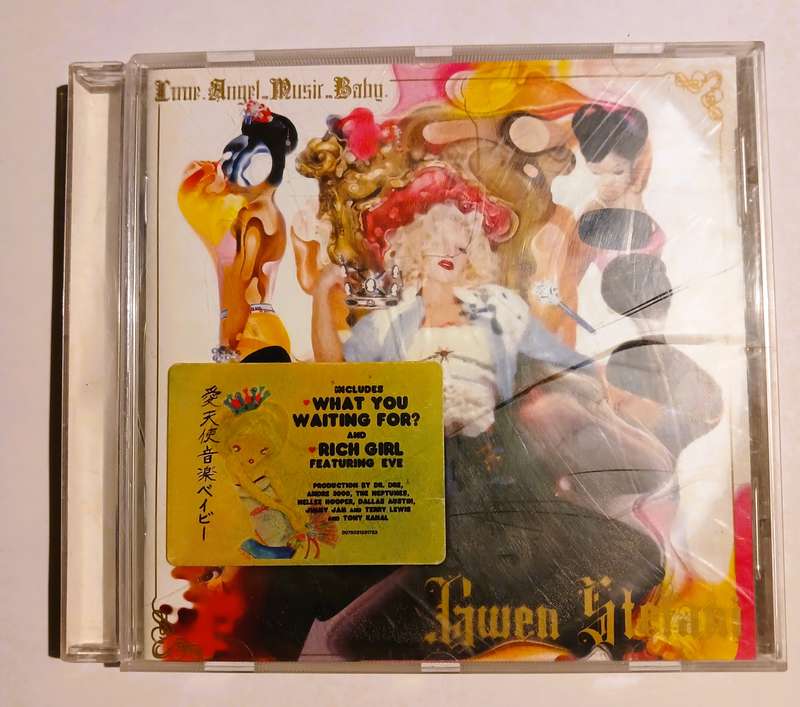 Love.Angel.Music.Baby.
愛天使音楽ベイビー
INCLUDES
WHAT YOU
WAITING FOR?
AND
RICH GIRL
FEATURING EVE
PRODUCTION BY DR. DRE,
ANDRE 3000, THE NEPTUNES,
NELLEE HOOPER, DALLAS AUSTIN,
JIMMY JAM AND TERRY LEWIS
AND TONY KANAL
Gwen Stefani